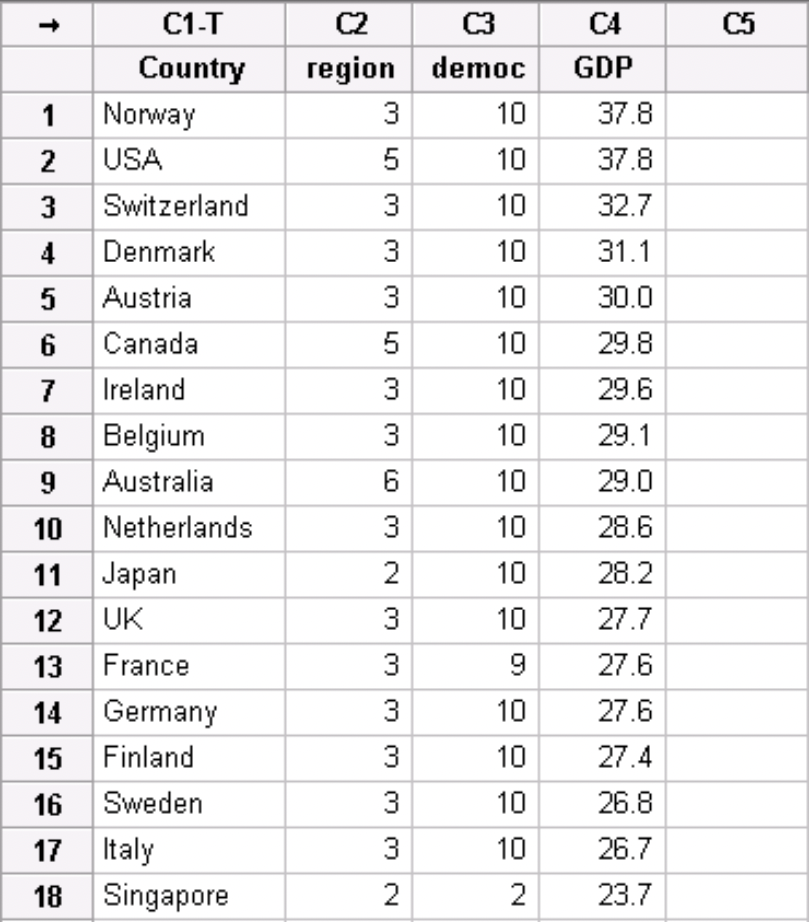 → C1-T C2 C3 C4 C5
Country region democ GDP
1 Norway 3 10 37.8
2 USA 5 10 37.8
3 Switzerland 3 10 32.7
4 Denmark 3 10 31.1
5 Austria 3 10 30.0
6 Canada 5 10 29.8
7 Ireland 3 10 29.6
8 Belgium 3 10 29.1
9 Australia 6 10 29.0
10 Netherlands 3 10 28.6
11 Japan 2 10 28.2
12 UK 3 10 27.7
13 France 3 9 27.6
14 Germany 3 10 27.6
15 Finland 3 10 27.4
16 Sweden 3 10 26.8
17 Italy 3 10 26.7
18 Singapore 2 2 23.7